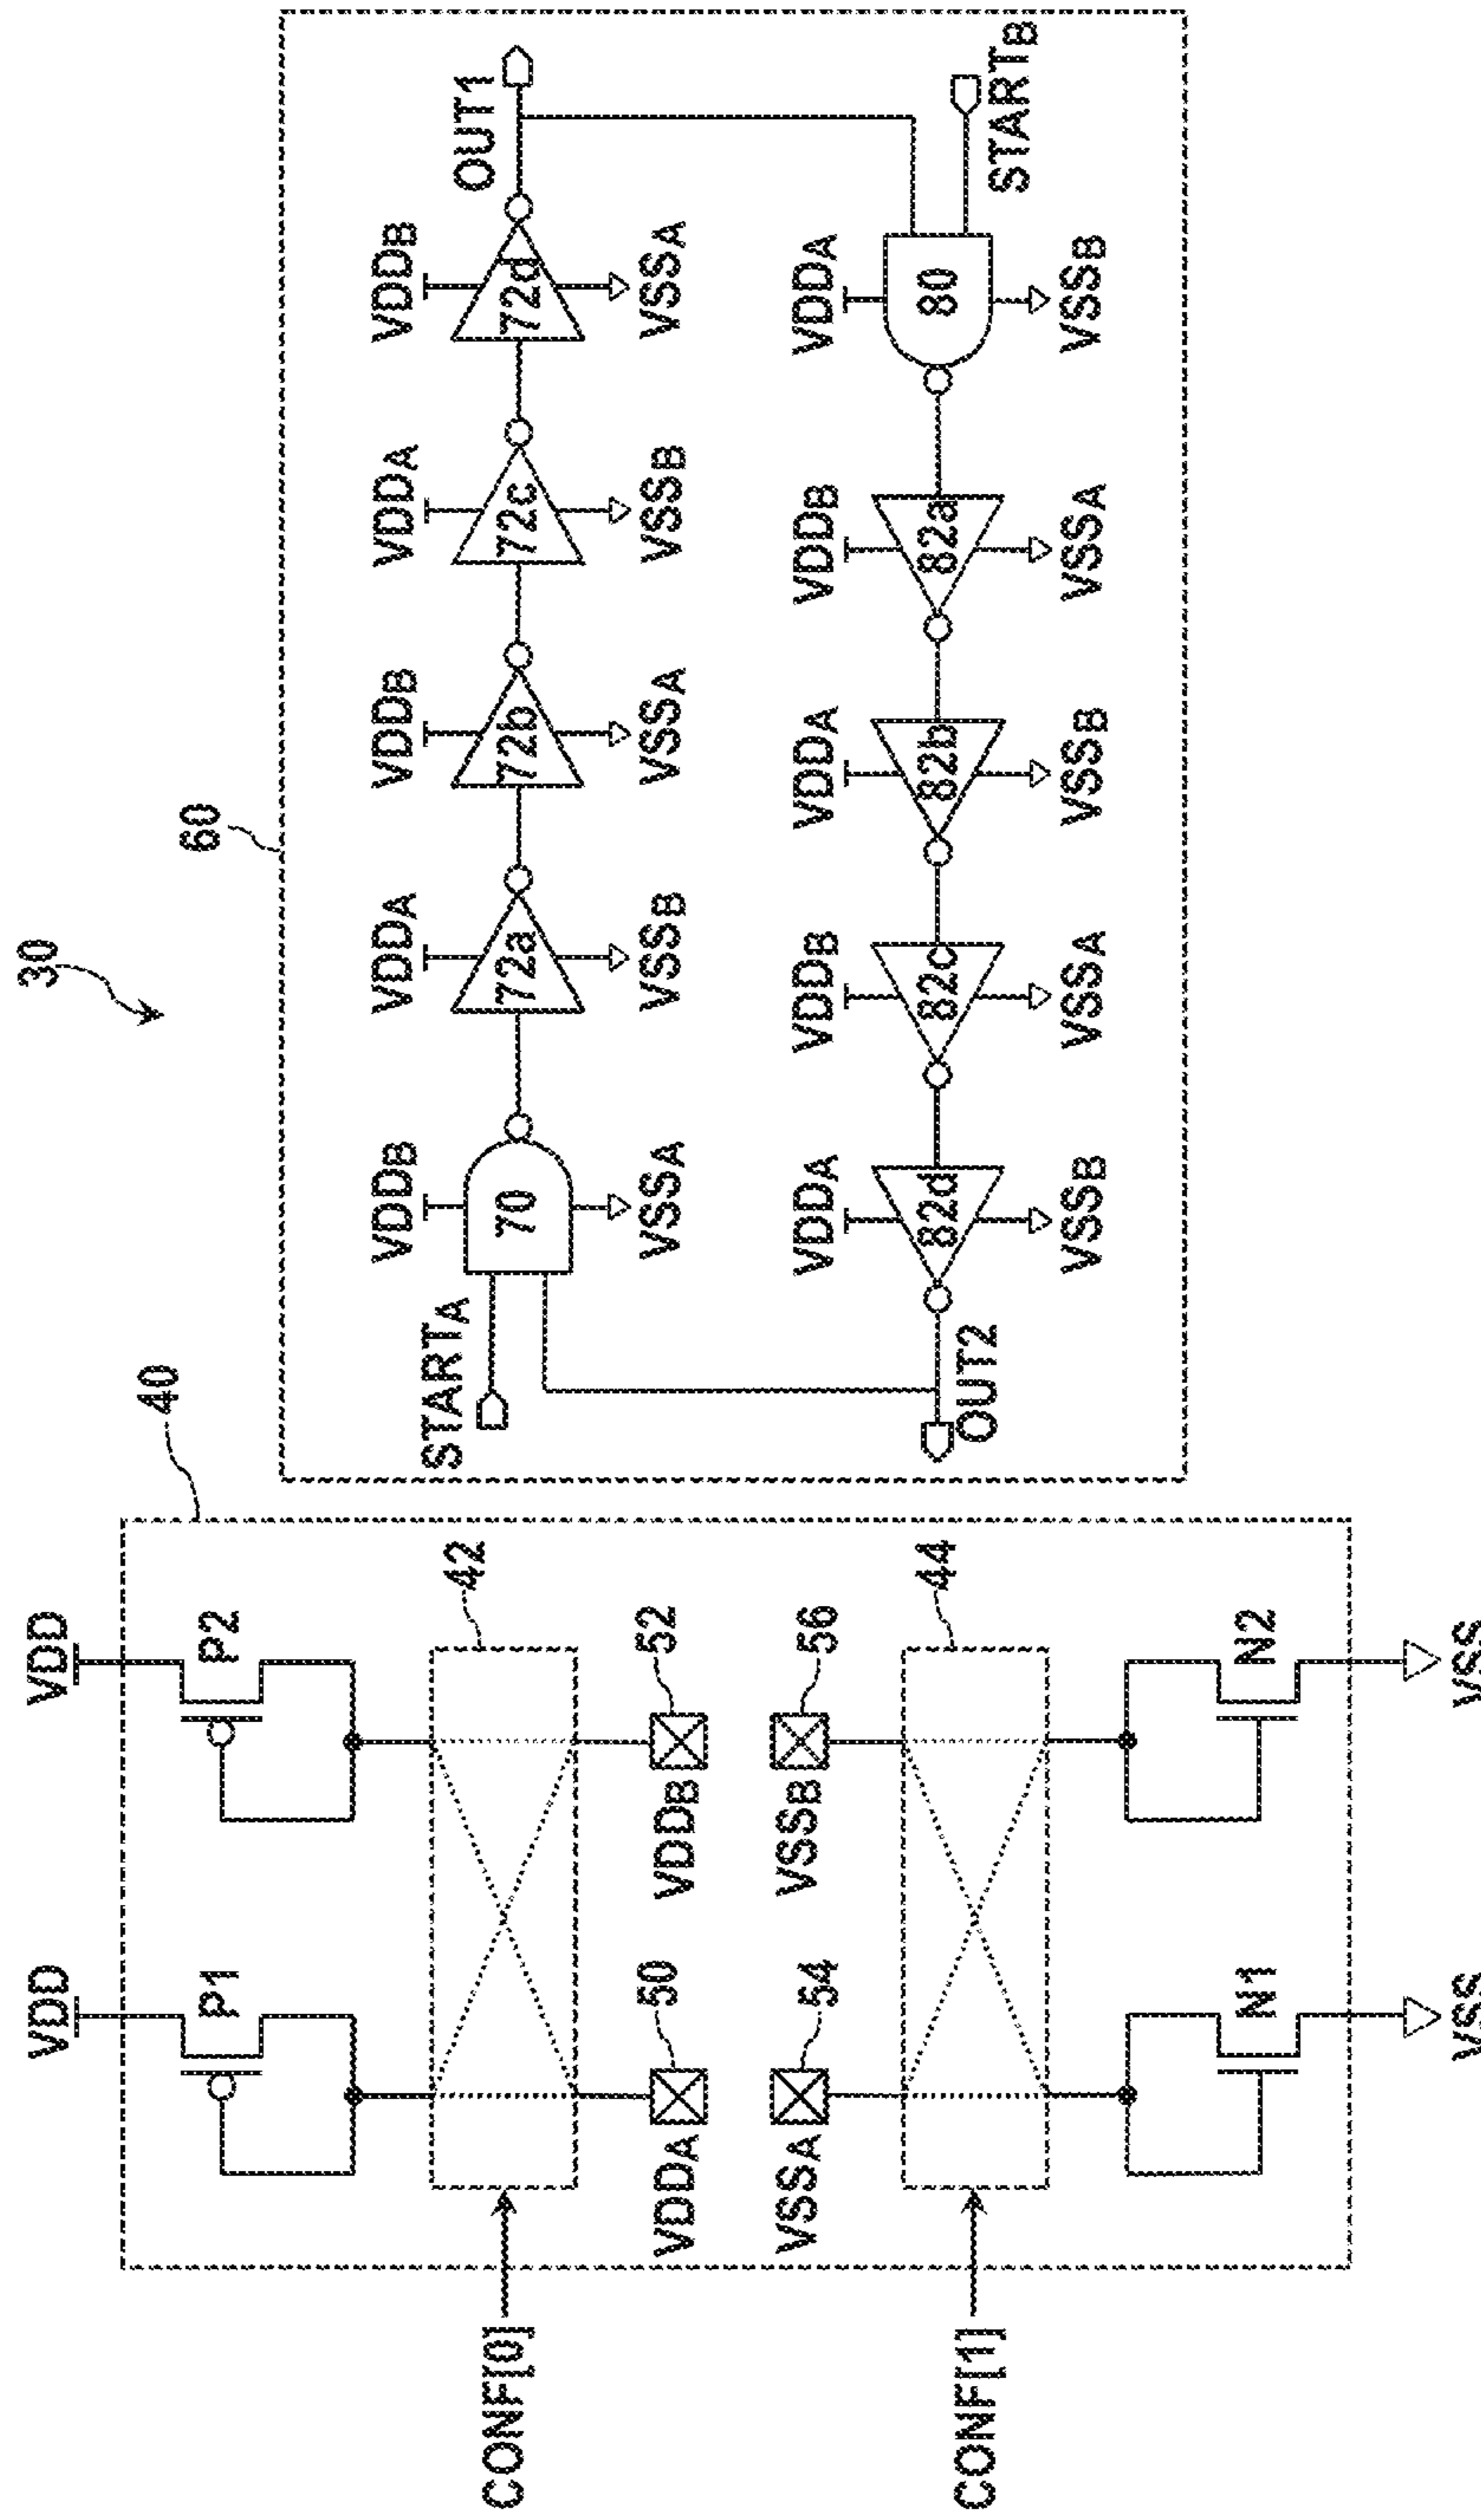 30
40
60
VDD
VDD
P1
P2
CONF[0]
42
VDDA
50
VDDB
52
VSSA
54
VSSB
56
CONF[1]
44
N1
N2
VSS
VSS
STARTA
VDDB
VDDA
VDDB
VDDA
VDDB
OUT1
70
72a
72b
72c
72d
VSSA
VSSB
VSSA
VSSB
VSSA
VDDA
VDDB
VDDA
VDDB
VDDA
OUT2
82d
82c
82b
82a
80
STARTB
VSSB
VSSA
VSSB
VSSA
VSSB